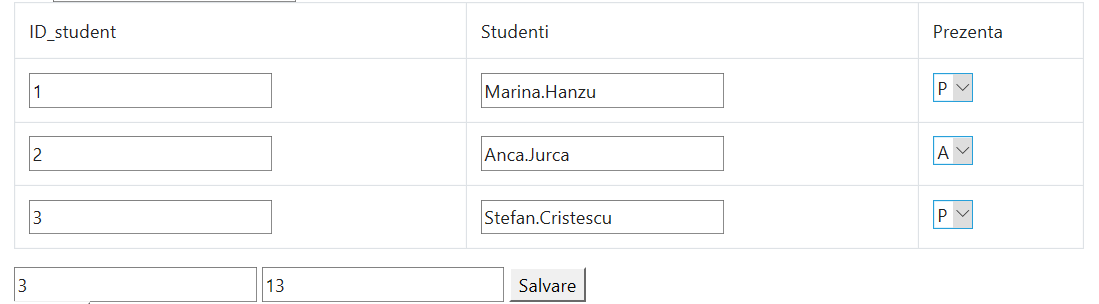 ID_student Studenti Prezenta
1 Marina.Hanzu P
2 Anca.Jurca A
3 Stefan.Cristescu P
3 13 Salvare